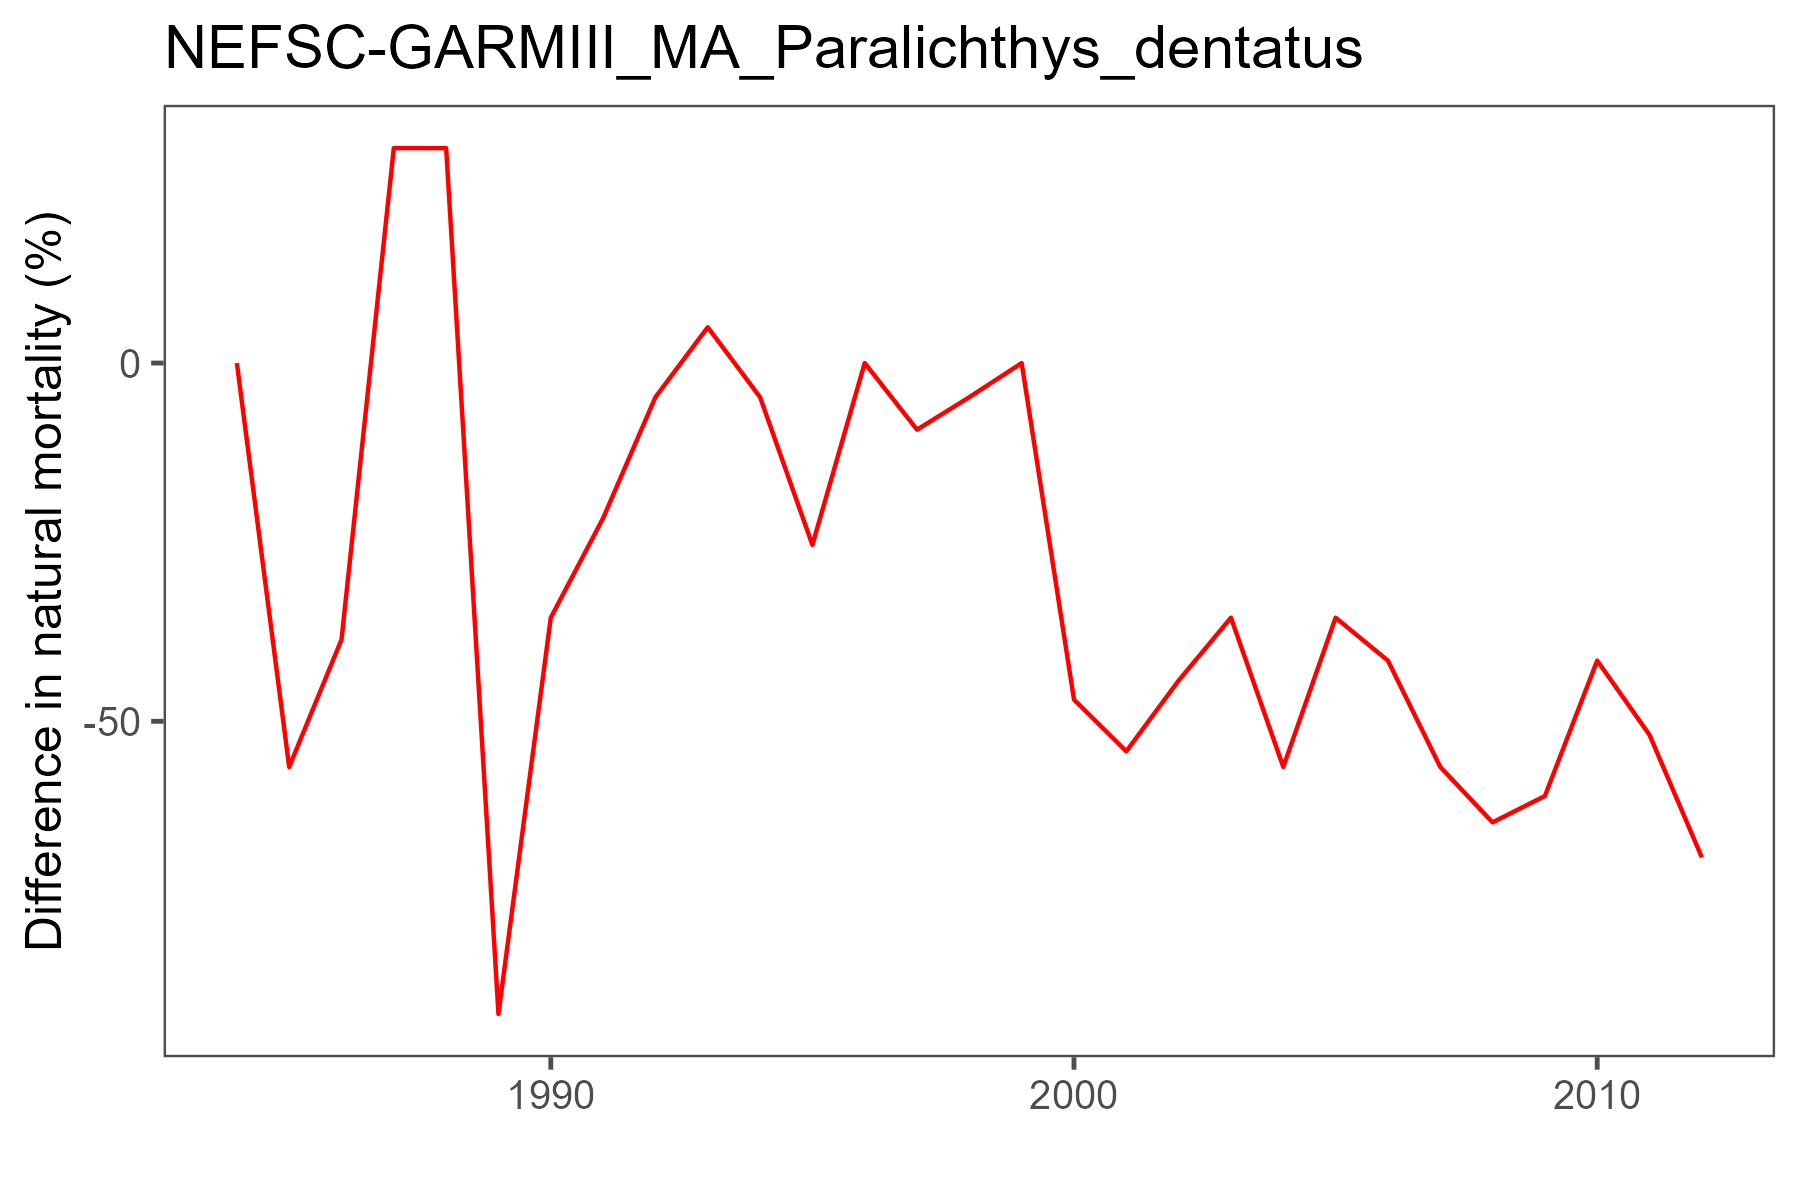 NEFSC-GARMIII_MA_Paralichthys_dentatus
Difference in natural mortality (%)
0
-50
1990
2000
2010